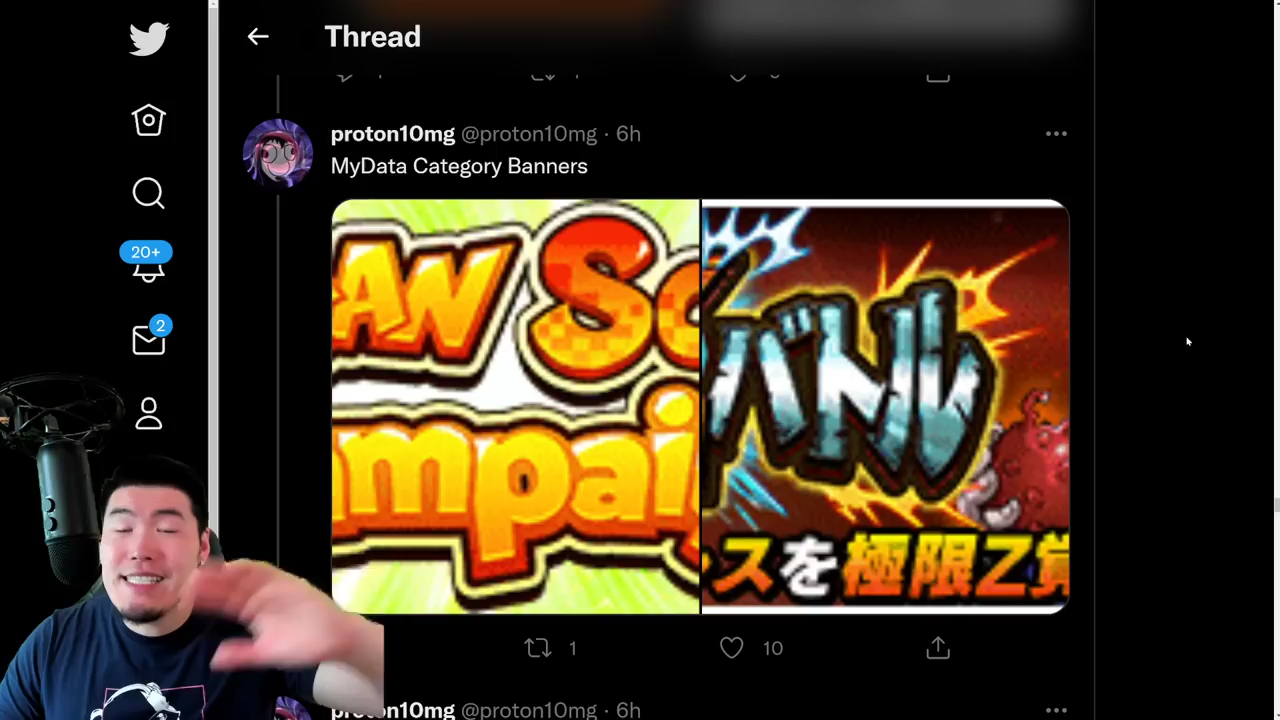 Thread
20+
2
proton10mg @proton10mg · 6h
MyData Category Banners
AN Sc
mpai
バトル
スを極限Z覚
1
10
proton10mg @proton10mg · 6h